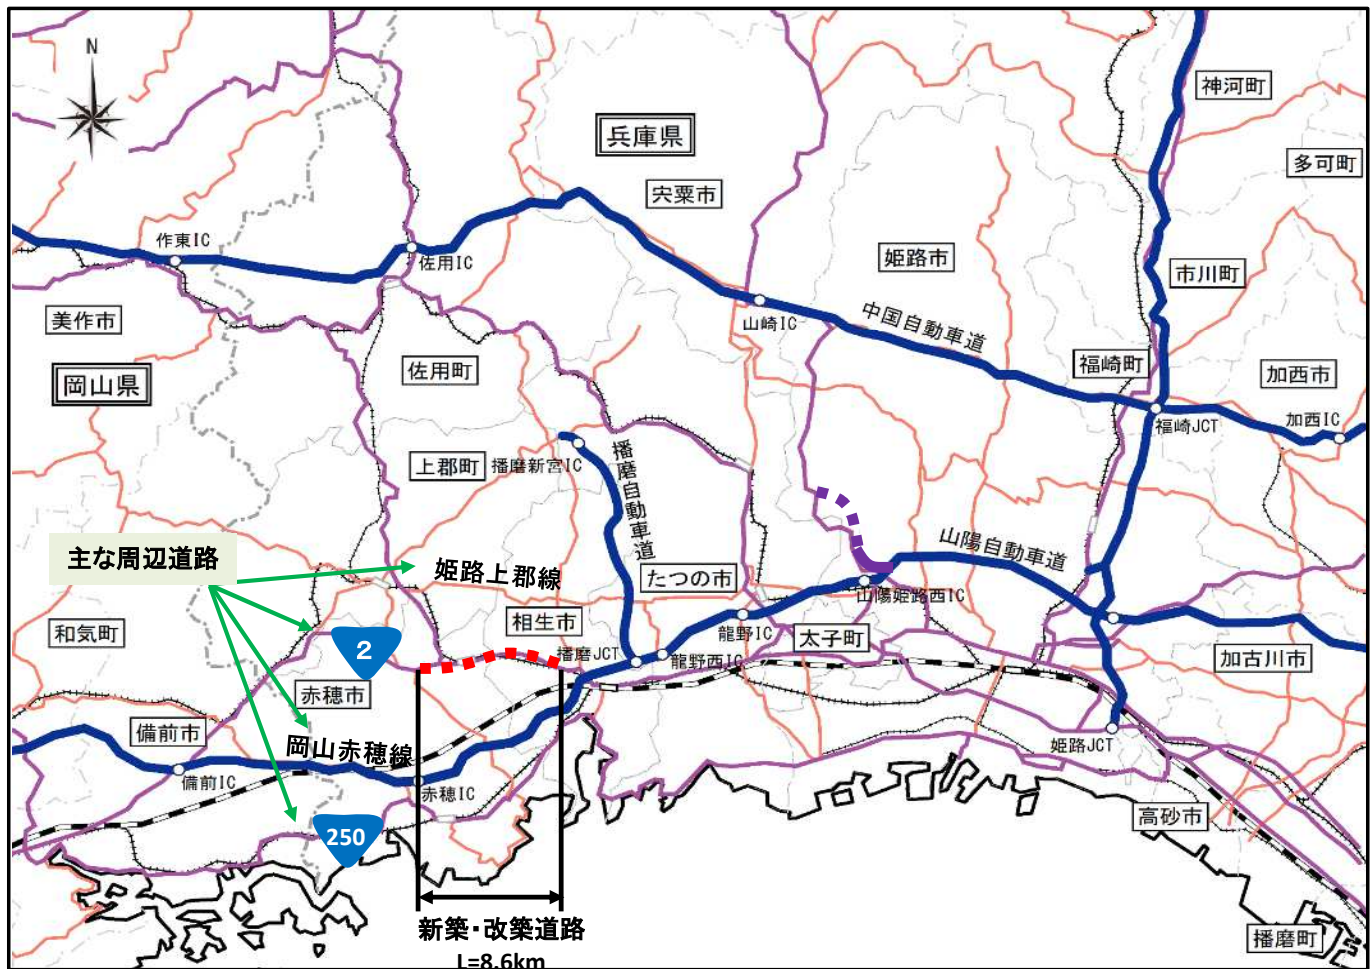 N
神河町
兵庫県
多可町
宍粟市
作東IC
佐用IC
姫路市
市川町
美作市
山崎IC
中国自動車道
岡山県
佐用町
福崎町
加西市
福崎JCT
加西IC
上郡町
播磨新宮IC
播磨自動車道
主な周辺道路
姫路上郡線
たつの市
山陽自動車道
山陽姫路西IC
和気町
2
相生市
龍野IC
太子町
播磨JCT
龍野西IC
加古川市
赤穂市
備前市
岡山赤穂線
姫路JCT
備前IC
赤穂IC
250
高砂市
新築・改築道路
L=8.6km
播磨町